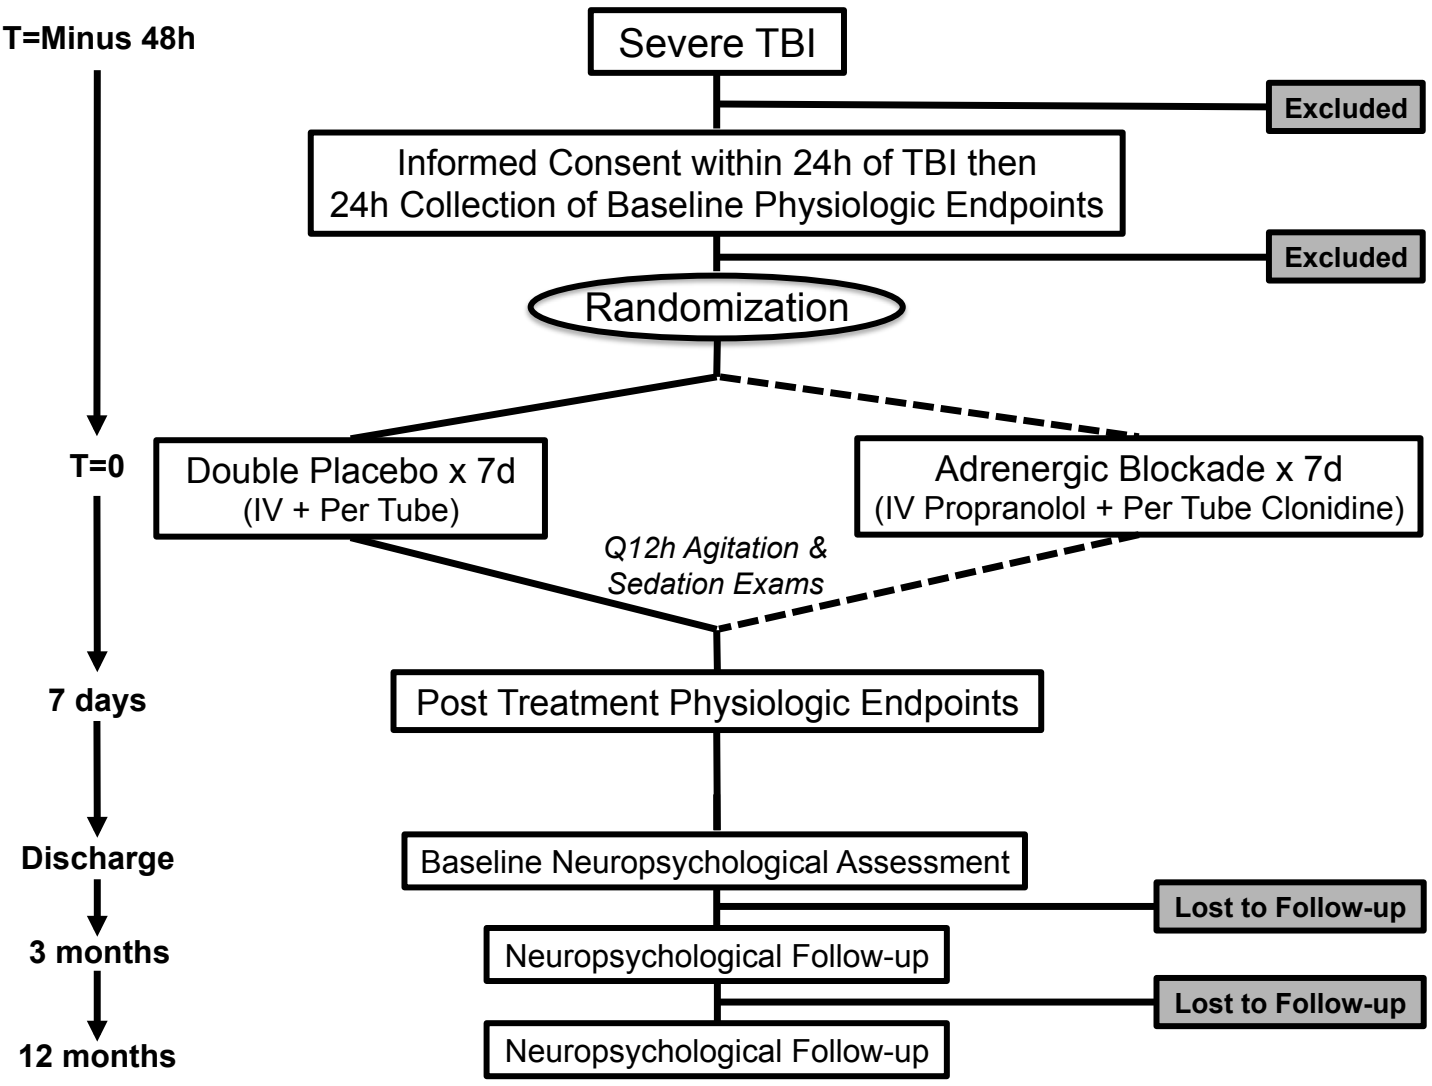 T=Minus 48h
Severe TBI
Excluded
Informed Consent within 24h of TBI then
24h Collection of Baseline Physiologic Endpoints
Excluded
Randomization
T=0
Double Placebo x 7d
(IV + Per Tube)
Adrenergic Blockade x 7d
(IV Propranolol + Per Tube Clonidine)
Q12h Agitation &
Sedation Exams
7 days
Post Treatment Physiologic Endpoints
Discharge
Baseline Neuropsychological Assessment
Lost to Follow-up
3 months
Neuropsychological Follow-up
Lost to Follow-up
12 months
Neuropsychological Follow-up